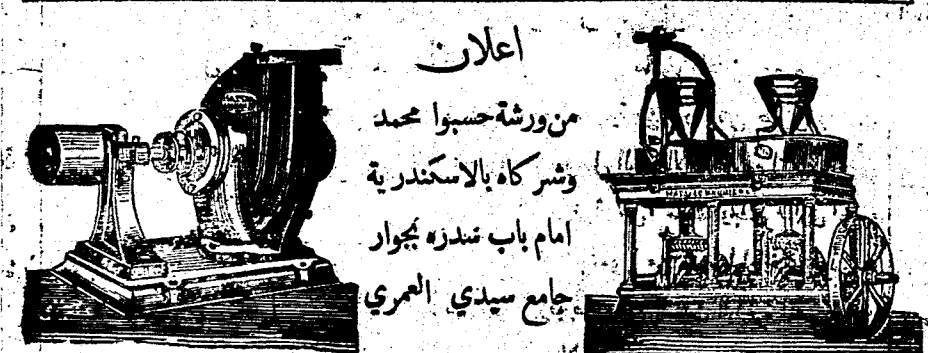 اعلان
من ورشة حسبوا محمد
وشركاه بالاسكندرية
امام باب سدره بجوار
جامع سيدي العمري